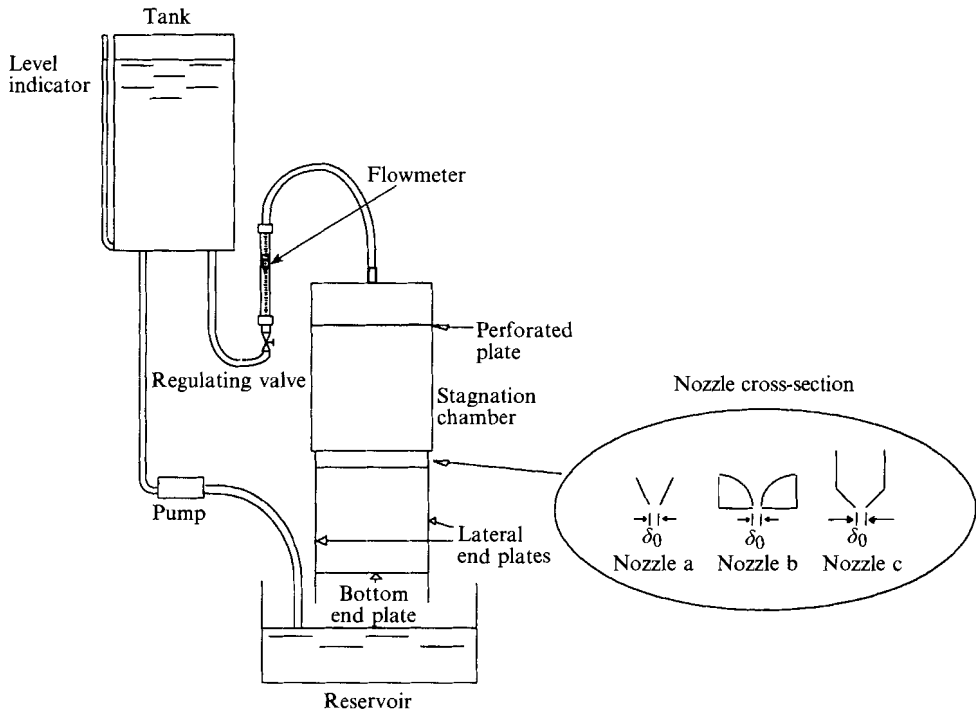 Tank
Level
indicator
Flowmeter
Perforated
plate
Regulating valve
Stagnation
chamber
Nozzle cross-section
Pump
Lateral
end plates
δ0
δ0
δ0
Nozzle a
Nozzle b
Nozzle c
Bottom
end plate
Reservoir